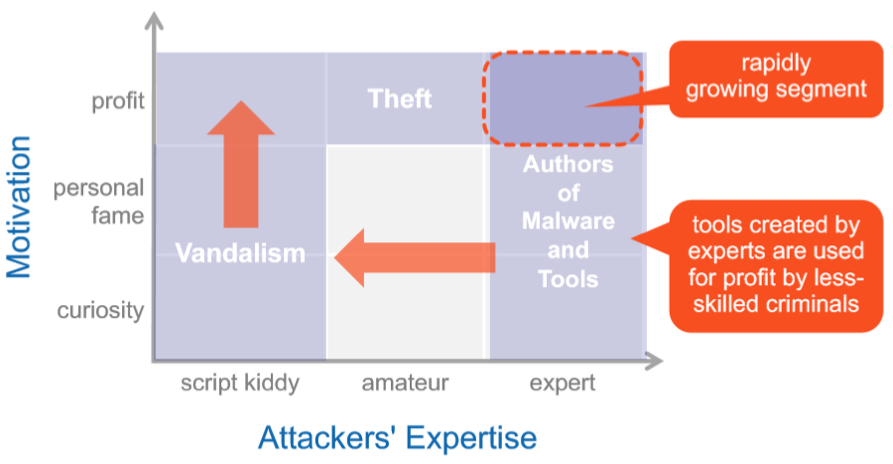 rapidly
growing segment
profit
Theft
Motivation
personal
fame
Authors
of
Malware
and
Tools
tools created by
experts are used
for profit by less-
skilled criminals
Vandalism
curiosity
script kiddy
amateur
expert
Attackers' Expertise